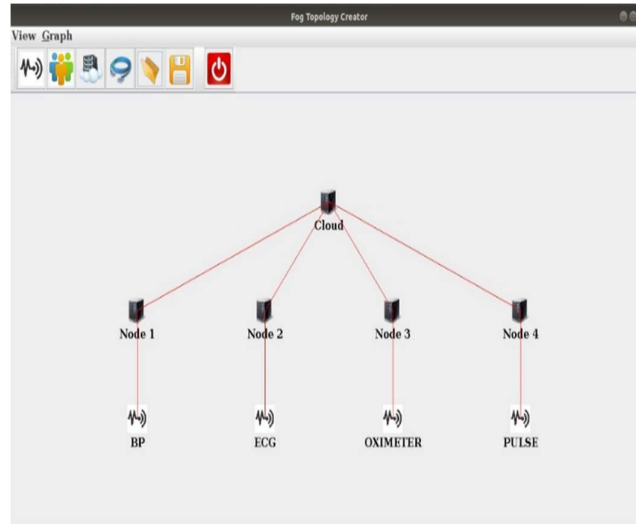 Fog Topology Creator
View Graph
Cloud
Node 1 Node 2 Node 3 Node 4
BP ECG OXIMETER PULSE